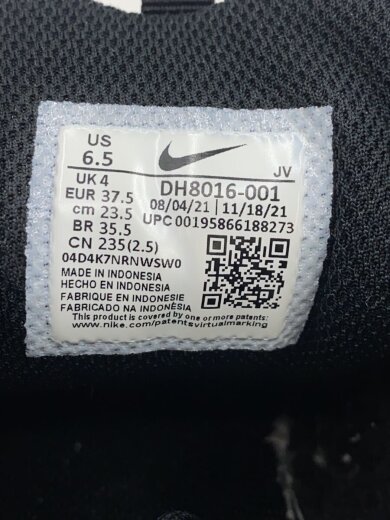 US
6.5
JV
UK 4
EUR 37.5
cm 23.5
BR 35.5
CN 235(2.5)
DH8016-001
08/04/21 | 11/18/21
UPC 00195866188273
04D4K7NRNWSW0
MADE IN INDONESIA
HECHO EN INDONESIA
FABRIQUE EN INDONESIE
FABRICADO NA INDONÉSIA
This product is covered by one or more patents. See
www.nike.com/patentsvirtualmarking